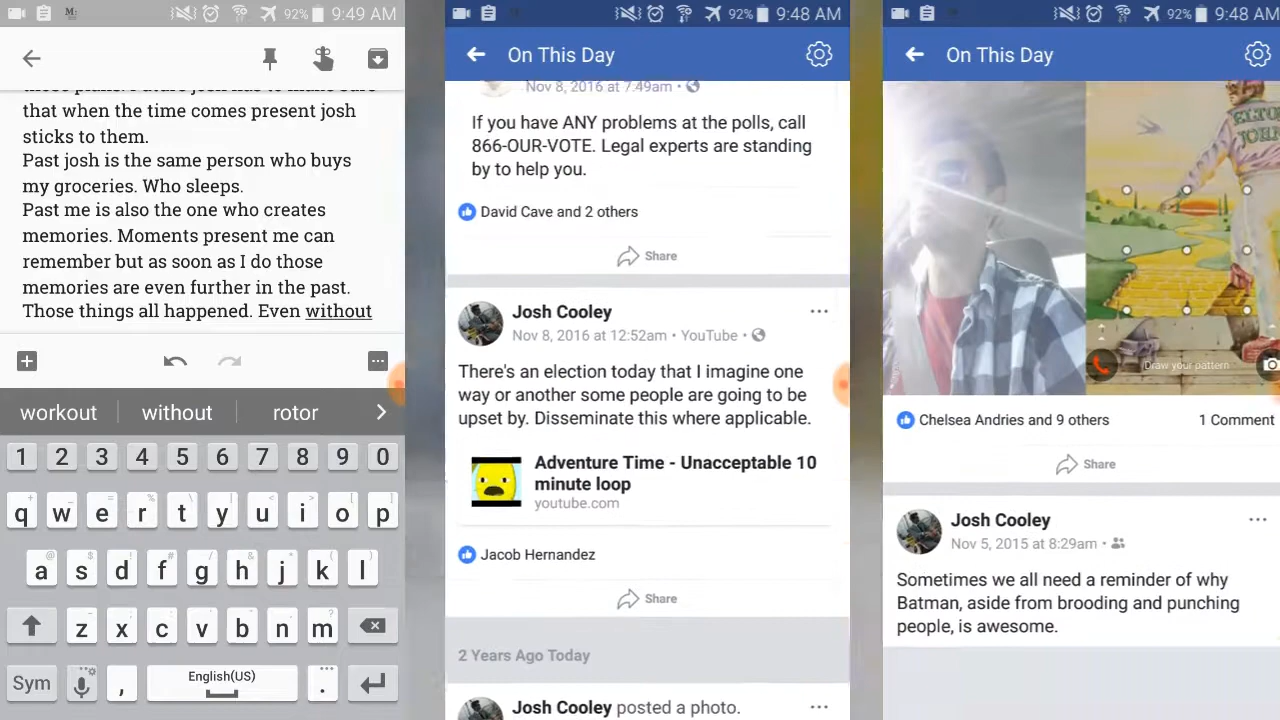 92% 9:49 AM
that when the time comes present josh
sticks to them.
Past josh is the same person who buys
my groceries. Who sleeps.
Past me is also the one who creates
memories. Moments present me can
remember but as soon as I do those
memories are even further in the past.
Those things all happened. Even without
workout without rotor
1 2 3 4 5 6 7 8 9 0
q w e r t y u i o p
a s d f g h j k l
z x c v b n m
Sym , English(US) .
92% 9:48 AM
On This Day
Nov 8, 2016 at 7:49am •
If you have ANY problems at the polls, call
866-OUR-VOTE. Legal experts are standing
by to help you.
David Cave and 2 others
Share
Josh Cooley
Nov 8, 2016 at 12:52am • YouTube •
There's an election today that I imagine one
way or another some people are going to be
upset by. Disseminate this where applicable.
Adventure Time - Unacceptable 10
minute loop
youtube.com
Jacob Hernandez
Share
2 Years Ago Today
Josh Cooley posted a photo.
92% 9:48 AM
On This Day
ELTON
JOHN
Draw your pattern
Chelsea Andries and 9 others 1 Comment
Share
Josh Cooley
Nov 5, 2015 at 8:29am •
Sometimes we all need a reminder of why
Batman, aside from brooding and punching
people, is awesome.